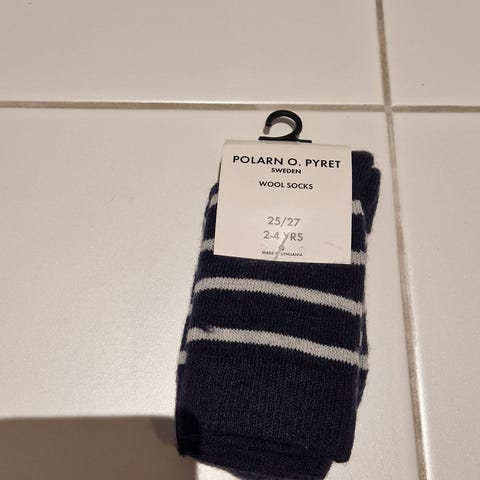 POLARN O. PYRET
SWEDEN
WOOL SOCKS
25/27
2-4 YRS
MADE IN LITHUANIA